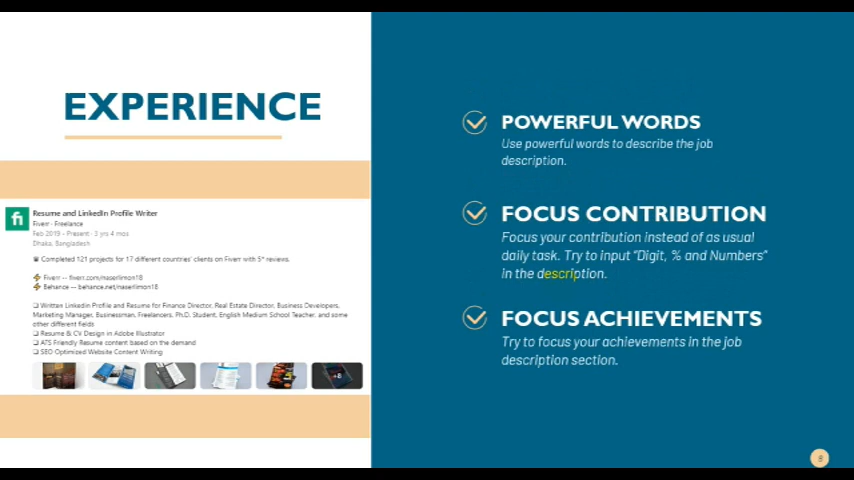 EXPERIENCE
fi
Resume and LinkedIn Profile Writer
Fiverr · Freelance
Feb 2019 – Present · 3 yrs 4 mos
Dhaka, Bangladesh
Completed 121 projects for 17 different countries' clients on Fiverr with 5* reviews.
⚡ Fiverr -- fiverr.com/naserlimon18
⚡ Behance -- behance.net/naserlimon18
❑ Written LinkedIn Profile and Resume for Finance Director, Real Estate Director, Business Developers,
Marketing Manager, Businessman, Freelancers, Ph.D. Student, English Medium School Teacher, and some
other different fields
❑ Resume & CV Design in Adobe Illustrator
❑ ATS Friendly Resume content based on the demand
❑ SEO Optimized Website Content Writing
+8
POWERFUL WORDS
Use powerful words to describe the job
description.
FOCUS CONTRIBUTION
Focus your contribution instead of as usual
daily task. Try to input "Digit, % and Numbers"
in the description.
FOCUS ACHIEVEMENTS
Try to focus your achievements in the job
description section.
8